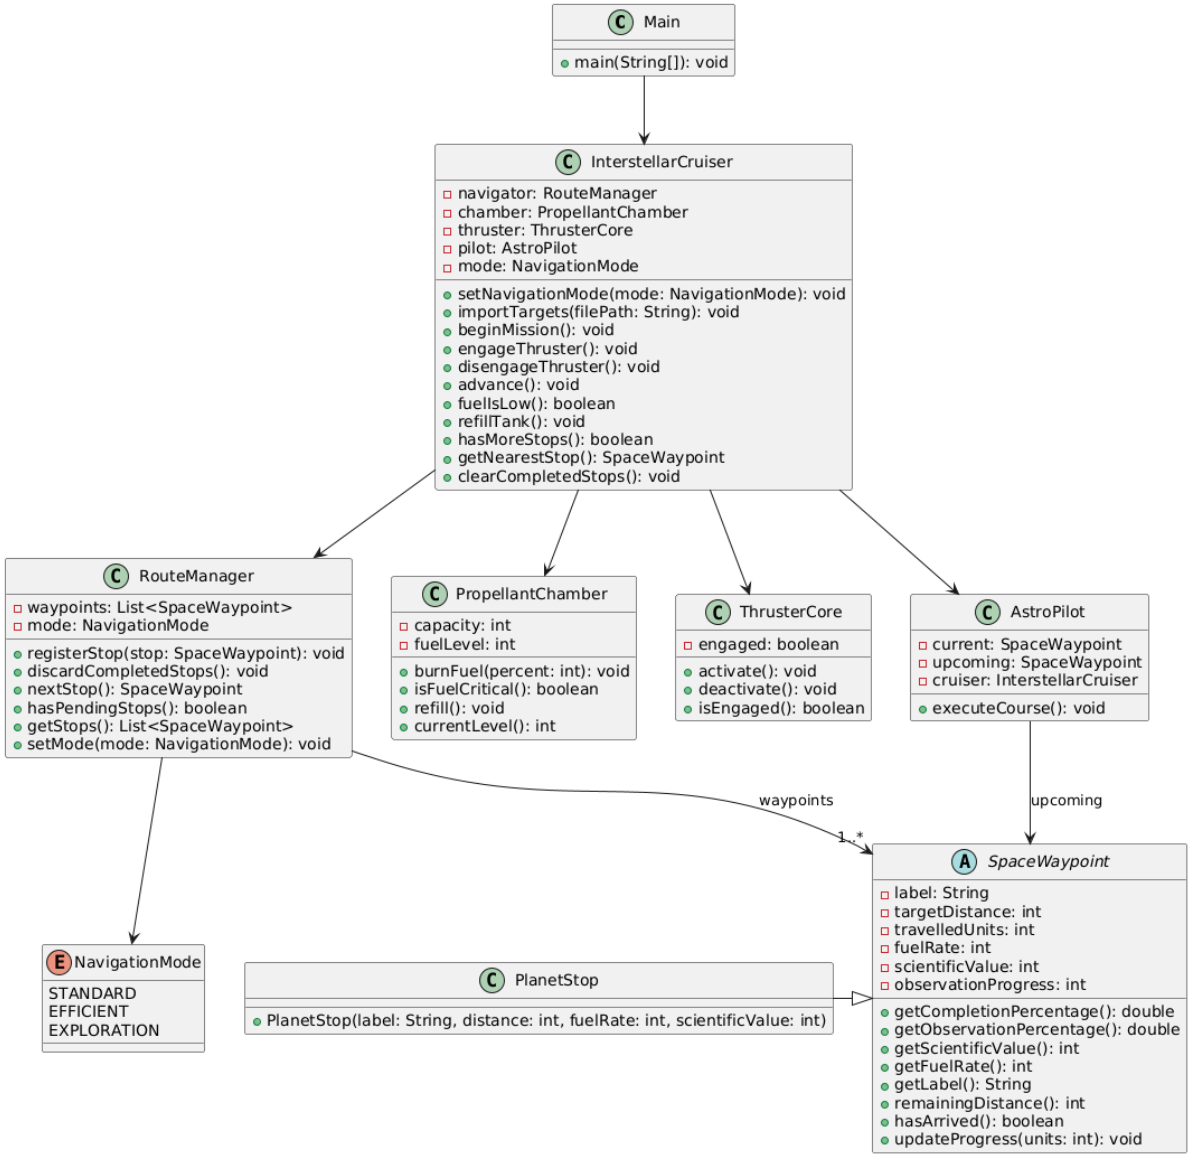 C Main
main(String[]): void
C InterstellarCruiser
navigator: RouteManager
chamber: PropellantChamber
thruster: ThrusterCore
pilot: AstroPilot
mode: NavigationMode
setNavigationMode(mode: NavigationMode): void
importTargets(filePath: String): void
beginMission(): void
engageThruster(): void
disengageThruster(): void
advance(): void
fuelIsLow(): boolean
refillTank(): void
hasMoreStops(): boolean
getNearestStop(): SpaceWaypoint
clearCompletedStops(): void
C RouteManager
waypoints: List<SpaceWaypoint>
mode: NavigationMode
registerStop(stop: SpaceWaypoint): void
discardCompletedStops(): void
nextStop(): SpaceWaypoint
hasPendingStops(): boolean
getStops(): List<SpaceWaypoint>
setMode(mode: NavigationMode): void
C PropellantChamber
capacity: int
fuelLevel: int
burnFuel(percent: int): void
isFuelCritical(): boolean
refill(): void
currentLevel(): int
C ThrusterCore
engaged: boolean
activate(): void
deactivate(): void
isEngaged(): boolean
C AstroPilot
current: SpaceWaypoint
upcoming: SpaceWaypoint
cruiser: InterstellarCruiser
executeCourse(): void
waypoints
1..*
upcoming
E NavigationMode
STANDARD
EFFICIENT
EXPLORATION
C PlanetStop
PlanetStop(label: String, distance: int, fuelRate: int, scientificValue: int)
A SpaceWaypoint
label: String
targetDistance: int
travelledUnits: int
fuelRate: int
scientificValue: int
observationProgress: int
getCompletionPercentage(): double
getObservationPercentage(): double
getScientificValue(): int
getFuelRate(): int
getLabel(): String
remainingDistance(): int
hasArrived(): boolean
updateProgress(units: int): void